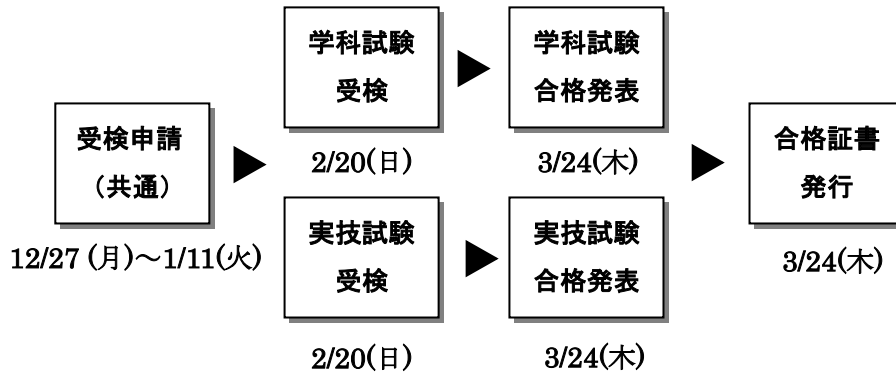 受検申請
（共通）
12/27 (月)～1/11(火)
学科試験
受検
2/20(日)
学科試験
合格発表
3/24(木)
実技試験
受検
2/20(日)
実技試験
合格発表
3/24(木)
合格証書
発行
3/24(木)